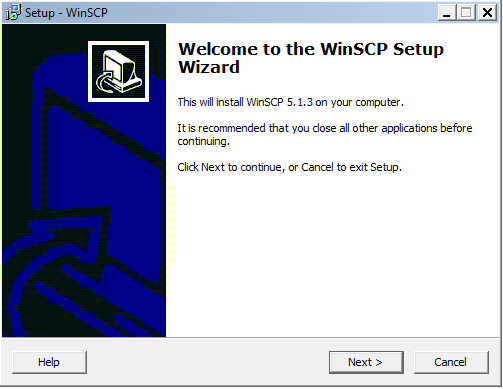 Setup - WinSCP
Welcome to the WinSCP Setup
Wizard
This will install WinSCP 5.1.3 on your computer.
It is recommended that you close all other applications before
continuing.
Click Next to continue, or Cancel to exit Setup.
Help
Next >
Cancel